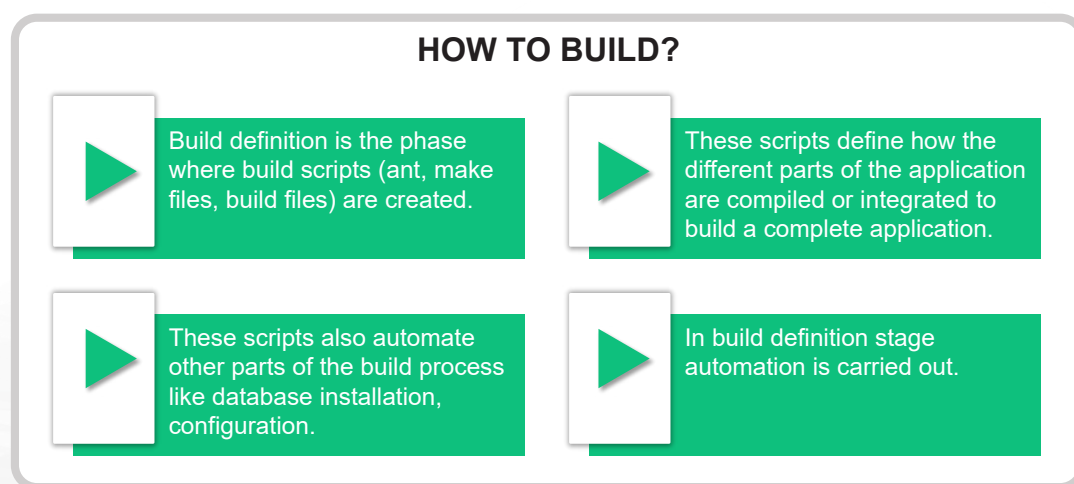 HOW TO BUILD?
Build definition is the phase
where build scripts (ant, make
files, build files) are created.
These scripts define how the
different parts of the application
are compiled or integrated to
build a complete application.
These scripts also automate
other parts of the build process
like database installation,
configuration.
In build definition stage
automation is carried out.